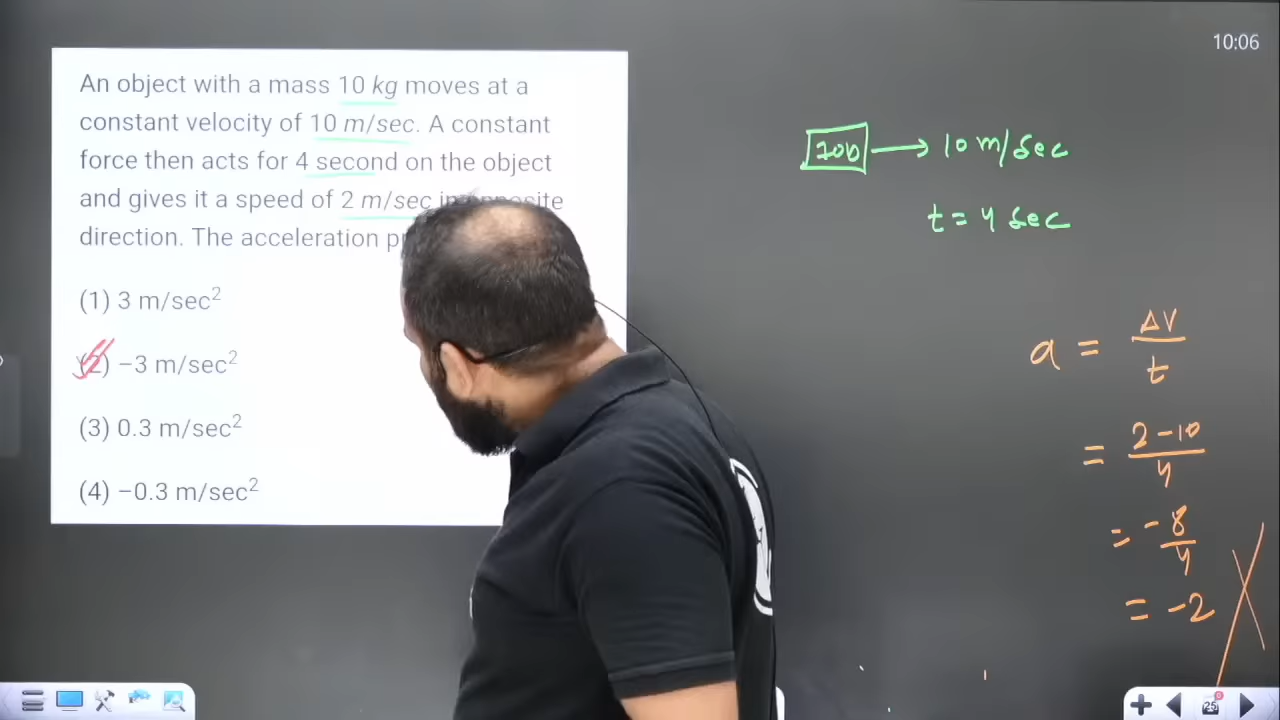 10:06
An object with a mass 10 kg moves at a
constant velocity of 10 m/sec. A constant
force then acts for 4 second on the object
and gives it a speed of 2 m/sec in opposite
direction. The acceleration
(1) 3 m/sec²
(2) −3 m/sec²
(3) 0.3 m/sec²
(4) −0.3 m/sec²
→ 10 m/sec
t = 4 sec
a = ΔV/t
= 2-10/4
= -8/4
= -2
25